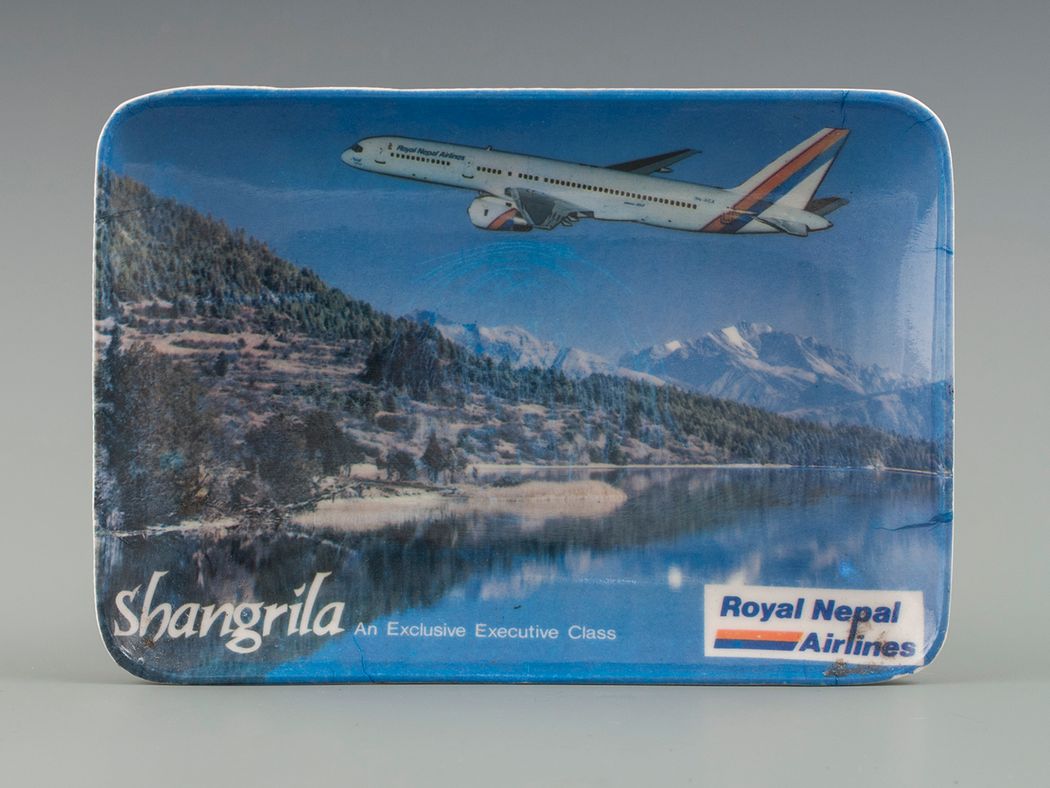 Royal Nepal Airlines
Shangrila
An Exclusive Executive Class
Royal Nepal
Airlines